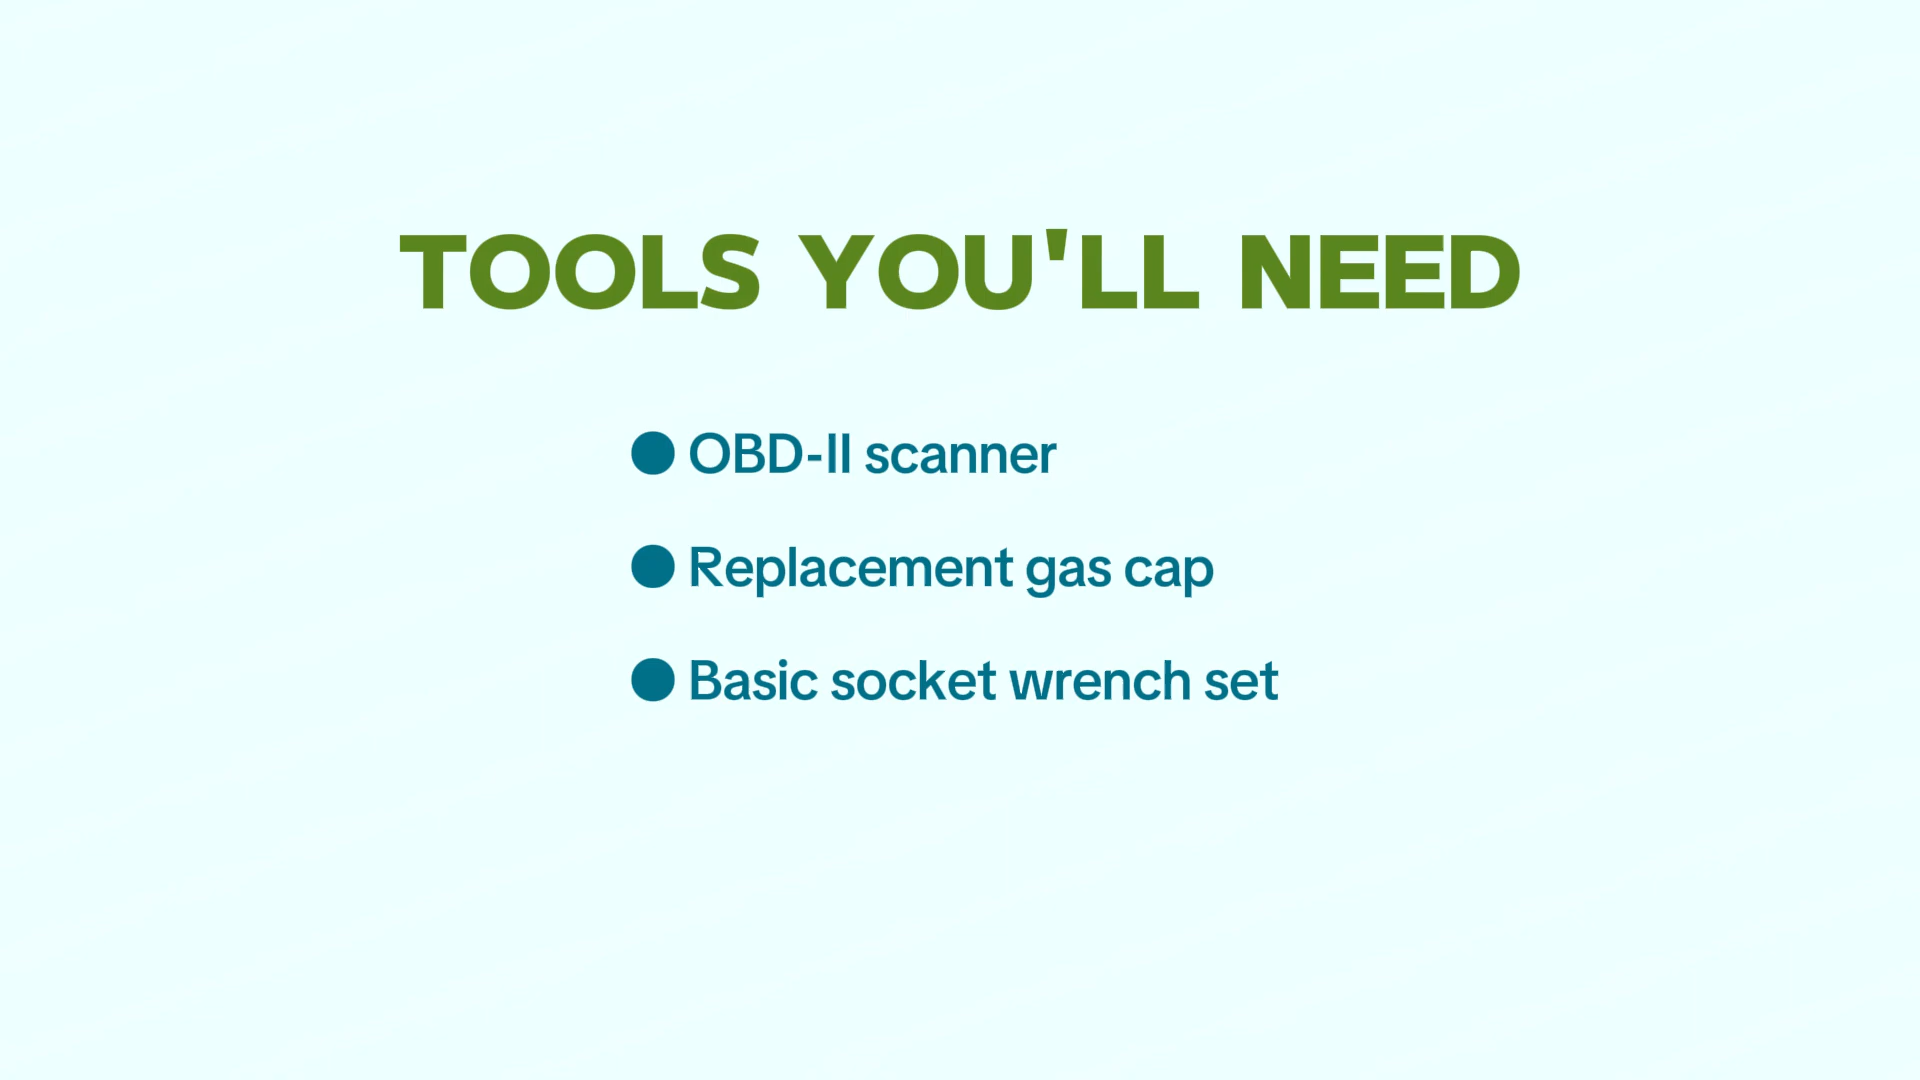 TOOLS YOU'LL NEED
● OBD-II scanner
● Replacement gas cap
● Basic socket wrench set